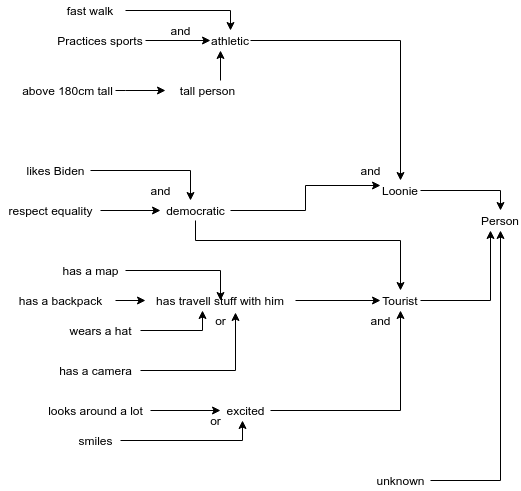 fast walk
and
Practices sports
athletic
above 180cm tall
tall person
likes Biden
and
and
Loonie
respect equality
democratic
Person
has a map
has a backpack
has travell stuff with him
Tourist
or
and
wears a hat
has a camera
looks around a lot
excited
or
smiles
unknown